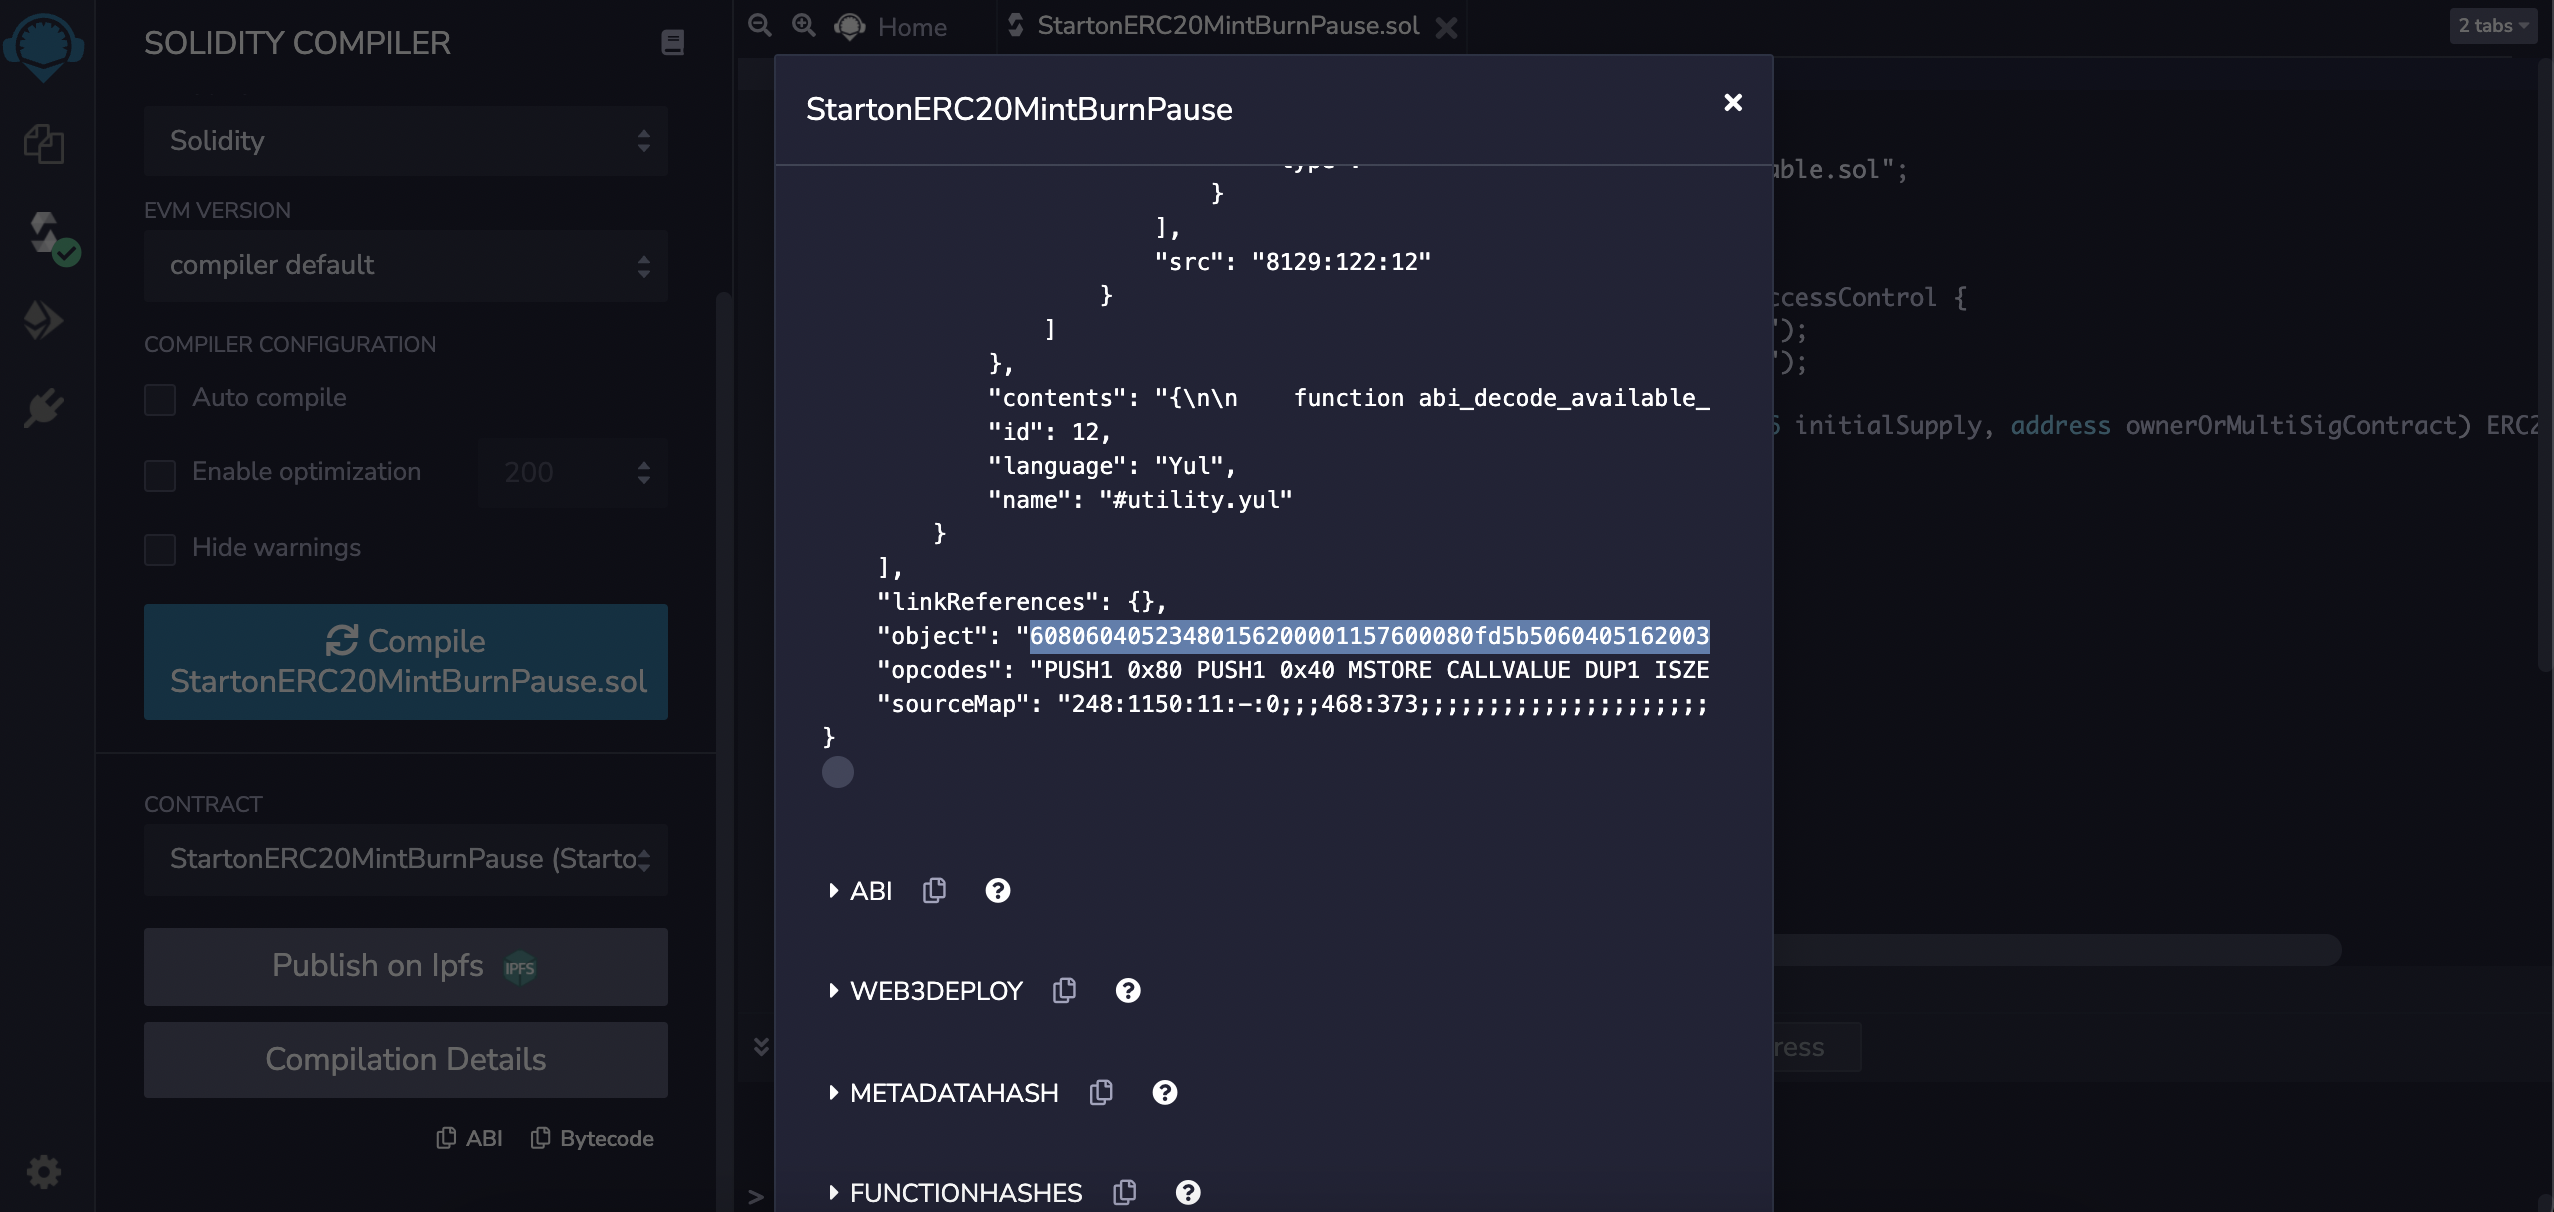 SOLIDITY COMPILER
Solidity
EVM VERSION
compiler default
COMPILER CONFIGURATION
Auto compile
Enable optimization
200
Hide warnings
Compile
StartonERC20MintBurnPause.sol
CONTRACT
StartonERC20MintBurnPause (Starto
Publish on Ipfs
IPFS
Compilation Details
ABI
Bytecode
Home
StartonERC20MintBurnPause.sol
2 tabs
StartonERC20MintBurnPause
}
],
"src": "8129:122:12"
}
]
},
"contents": "{\n\n    function abi_decode_available_
"id": 12,
"language": "Yul",
"name": "#utility.yul"
}
],
"linkReferences": {},
"object": "608060405234801562000011576000​80fd5b5060405162003
"opcodes": "PUSH1 0x80 PUSH1 0x40 MSTORE CALLVALUE DUP1 ISZE
"sourceMap": "248:1150:11:-:0;;;468:373;;;;;;;;;;;;;;;;;;;;;
}
ABI
WEB3DEPLOY
METADATAHASH
FUNCTIONHASHES
able.sol";
ccessControl {
");
");
initialSupply, address ownerOrMultiSigContract) ERC2
ress
>